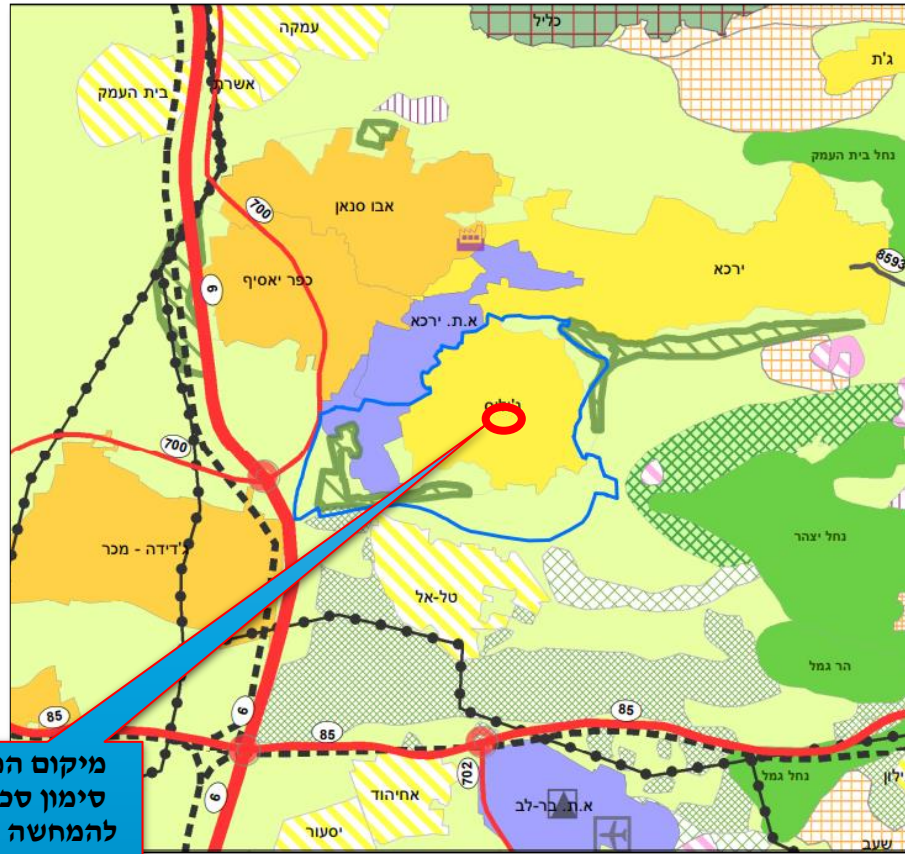 עמקה
כליל
ג'ת
אשרת
בית העמק
נחל בית העמק
אבו סנאן
700
ירכא
8593
כפר יאסיף
6
א.ת. ירכא
700
ג'דידה - מכר
נחל יצהר
טל-אל
הר גמל
85
6
85
85
מיקום
סימון
להמחשה
702
נחל גמל
אחיהוד
א.ת. בר-לב
6
יסעור
שעב